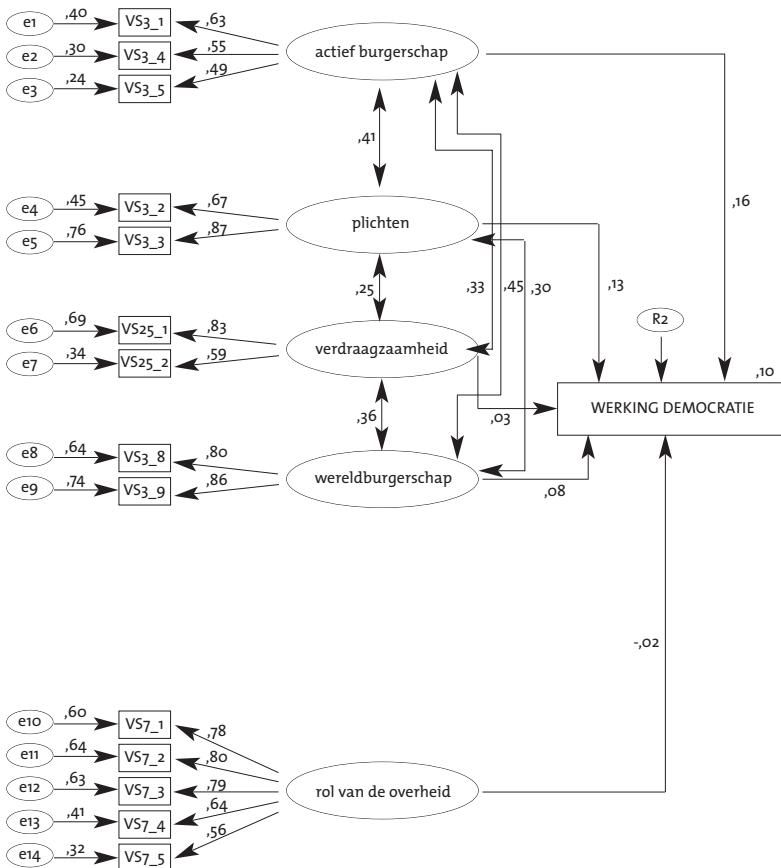 e1 ,40 VS3_1 ,63
e2 ,30 VS3_4 ,55
e3 ,24 VS3_5 ,49
actief burgerschap
,41
,16
e4 ,45 VS3_2 ,67
e5 ,76 VS3_3 ,87
plichten
,25
,33
,45
,30
,13
e6 ,69 VS25_1 ,83
e7 ,34 VS25_2 ,59
verdraagzaamheid
R2
,10
WERKING DEMOCRATIE
,36
,03
e8 ,64 VS3_8 ,80
e9 ,74 VS3_9 ,86
wereldburgerschap
,08
-,02
e10 ,60 VS7_1 ,78
e11 ,64 VS7_2 ,80
e12 ,63 VS7_3 ,79
rol van de overheid
e13 ,41 VS7_4 ,64
e14 ,32 VS7_5 ,56